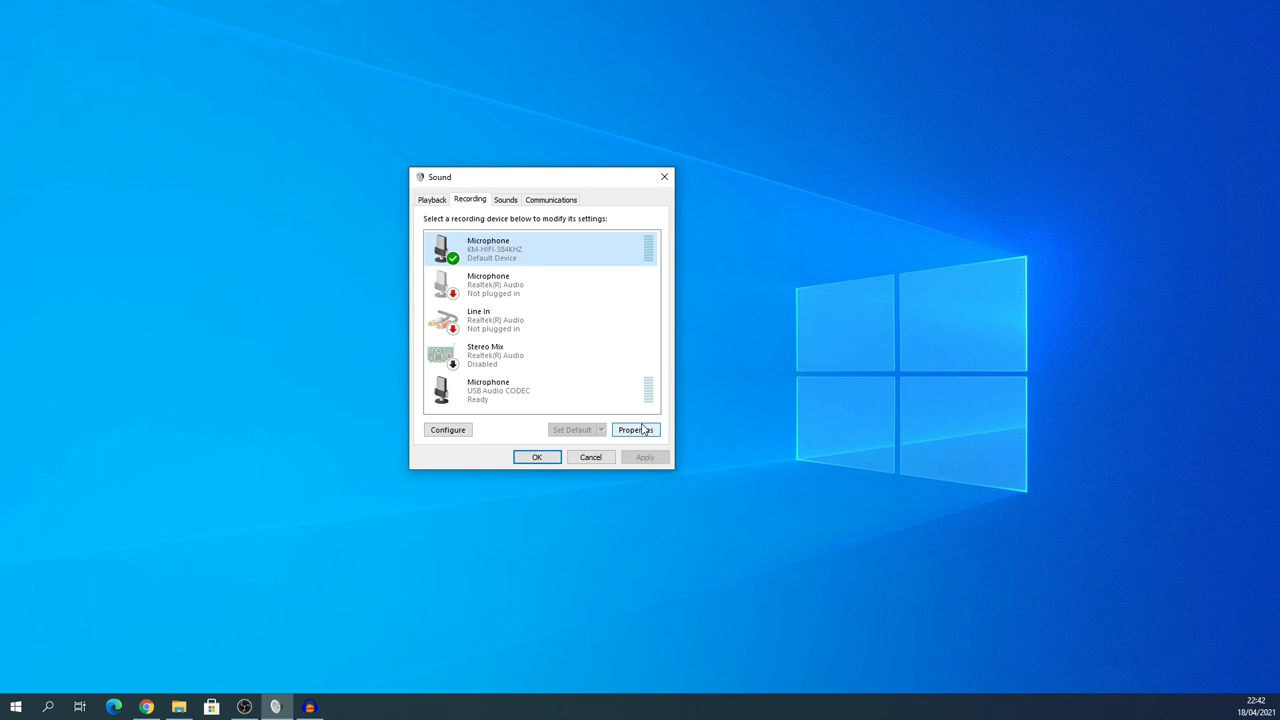 Sound
Playback Recording Sounds Communications
Select a recording device below to modify its settings:
Microphone
KM-HIFI-384KHZ
Default Device
Microphone
Realtek(R) Audio
Not plugged in
Line In
Realtek(R) Audio
Not plugged in
Stereo Mix
Realtek(R) Audio
Disabled
Microphone
USB Audio CODEC
Ready
Configure Set Default Properties
OK Cancel Apply
22:42
18/04/2021